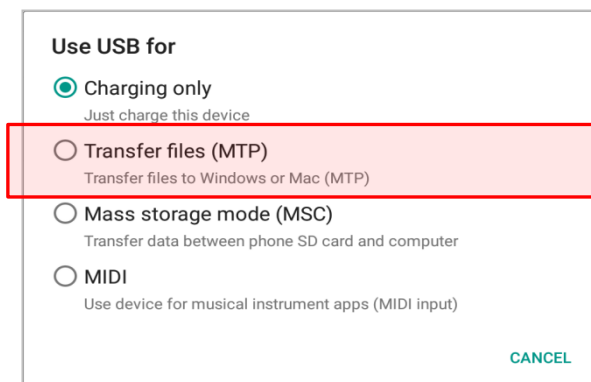 Use USB for
Charging only
Just charge this device
Transfer files (MTP)
Transfer files to Windows or Mac (MTP)
Mass storage mode (MSC)
Transfer data between phone SD card and computer
MIDI
Use device for musical instrument apps (MIDI input)
CANCEL